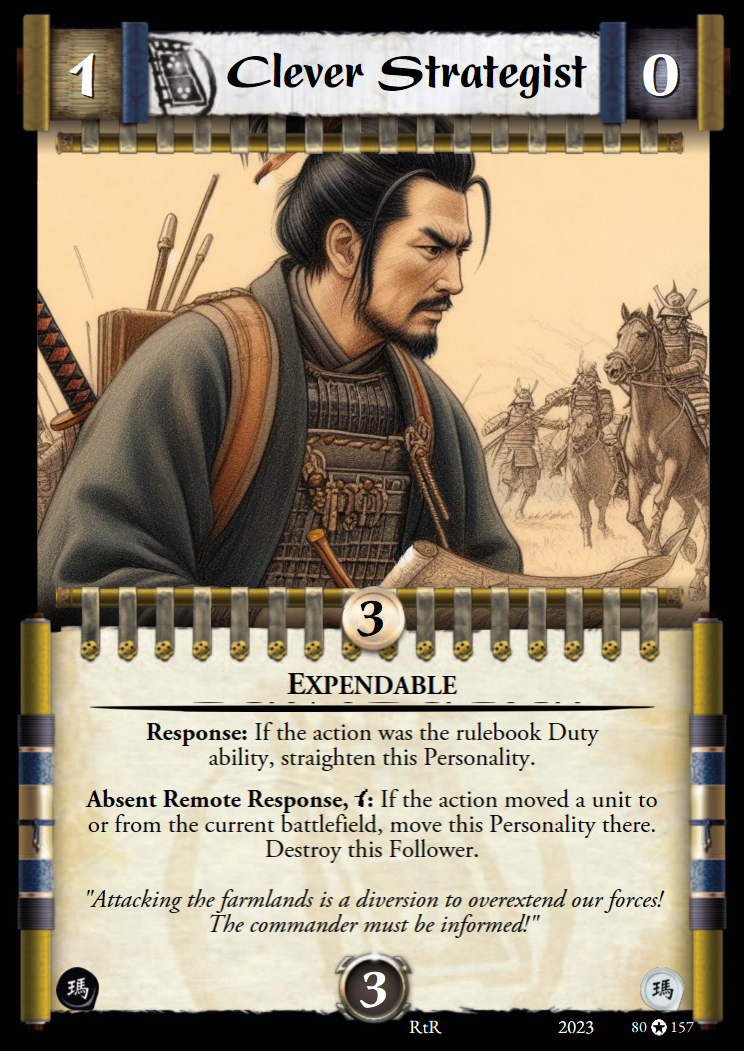 1 Clever Strategist 0
3
EXPENDABLE
Response: If the action was the rulebook Duty
ability, straighten this Personality.
Absent Remote Response, : If the action moved a unit to
or from the current battlefield, move this Personality there.
Destroy this Follower.
"Attacking the farmlands is a diversion to overextend our forces!
The commander must be informed!"
瑪 3 瑪
RtR 2023 80 157